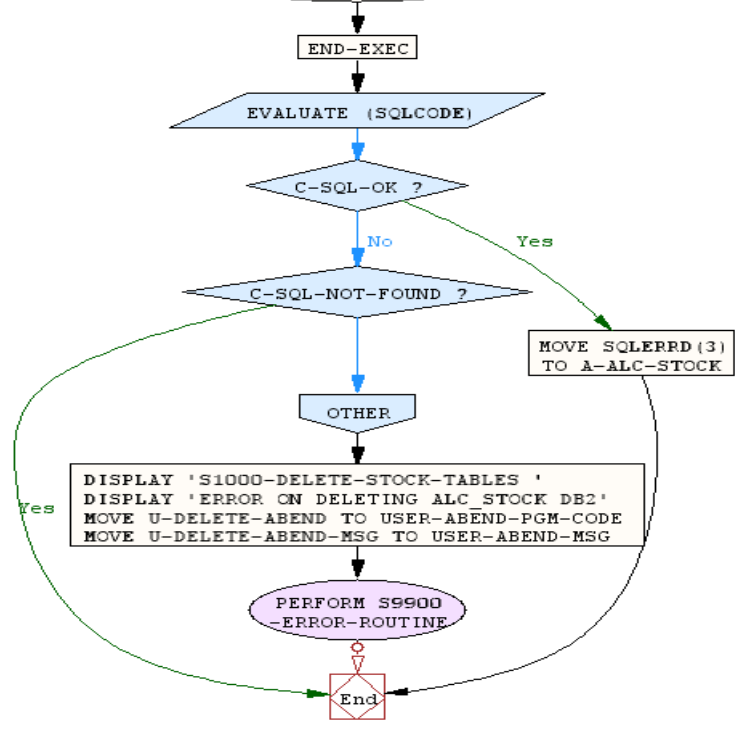 END-EXEC
EVALUATE (SQLCODE)
C-SQL-OK ?
No
Yes
C-SQL-NOT-FOUND ?
MOVE SQLERRD(3)
TO A-ALC-STOCK
OTHER
DISPLAY 'S1000-DELETE-STOCK-TABLES '
DISPLAY 'ERROR ON DELETING ALC_STOCK DB2'
MOVE U-DELETE-ABEND TO USER-ABEND-PGM-CODE
MOVE U-DELETE-ABEND-MSG TO USER-ABEND-MSG
Yes
PERFORM S9900
-ERROR-ROUTINE
End